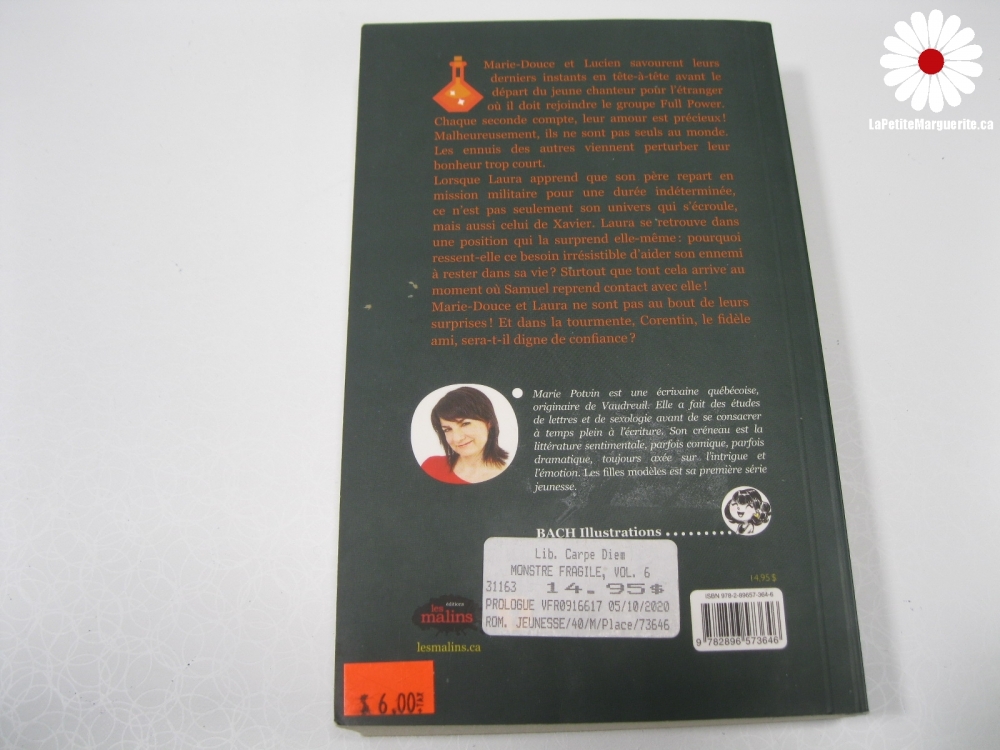 LaPetiteMarguerite.ca
Marie-Douce et Lucien savourent leurs
derniers instants en tête-à-tête avant le
départ du jeune chanteur pour l'étranger
où il doit rejoindre le groupe Full Power.
Chaque seconde compte, leur amour est précieux!
Malheureusement, ils ne sont pas seuls au monde.
Les ennuis des autres viennent perturber leur
bonheur trop court.
Lorsque Laura apprend que son père repart en
mission militaire pour une durée indéterminée,
ce n'est pas seulement son univers qui s'écroule,
mais aussi celui de Xavier. Laura se retrouve dans
une position qui la surprend elle-même: pourquoi
ressent-elle ce besoin irrésistible d'aider son ennemi
à rester dans sa vie? Surtout que tout cela arrive au
moment où Samuel reprend contact avec elle!
Marie-Douce et Laura ne sont pas au bout de leurs
surprises! Et dans la tourmente, Corentin, le fidèle
ami, sera-t-il digne de confiance?
Marie Potvin est une écrivaine québécoise,
originaire de Vaudreuil. Elle a fait des études
de lettres et de sexologie avant de se consacrer
à temps plein à l'écriture. Son créneau est la
littérature sentimentale, parfois comique, parfois
dramatique, toujours axée sur l'intrigue et
l'émotion. Les filles modèles est sa première série
jeunesse.
BACH Illustrations ..........
Lib. Carpe Diem
MONSTRE FRAGILE, VOL. 6
31163 14.95$
PROLOGUE VFR0916617 05/10/2020
ROM. JEUNESSE/40/M/Place/73646
éditions
les
malins
lesmalins.ca
14.95 $
ISBN 978-2-89657-364-6
9 782896 573646
$ 6,00 +TAX